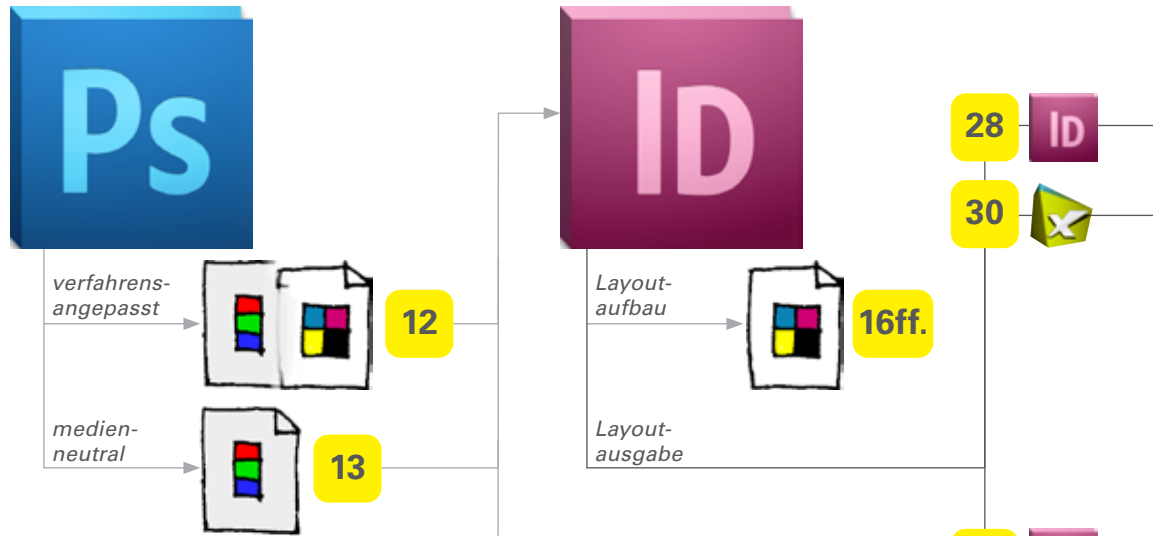 Ps
ID
28
ID
30
X
verfahrens-
angepasst
12
Layout-
aufbau
16ff.
medien-
neutral
13
Layout-
ausgabe